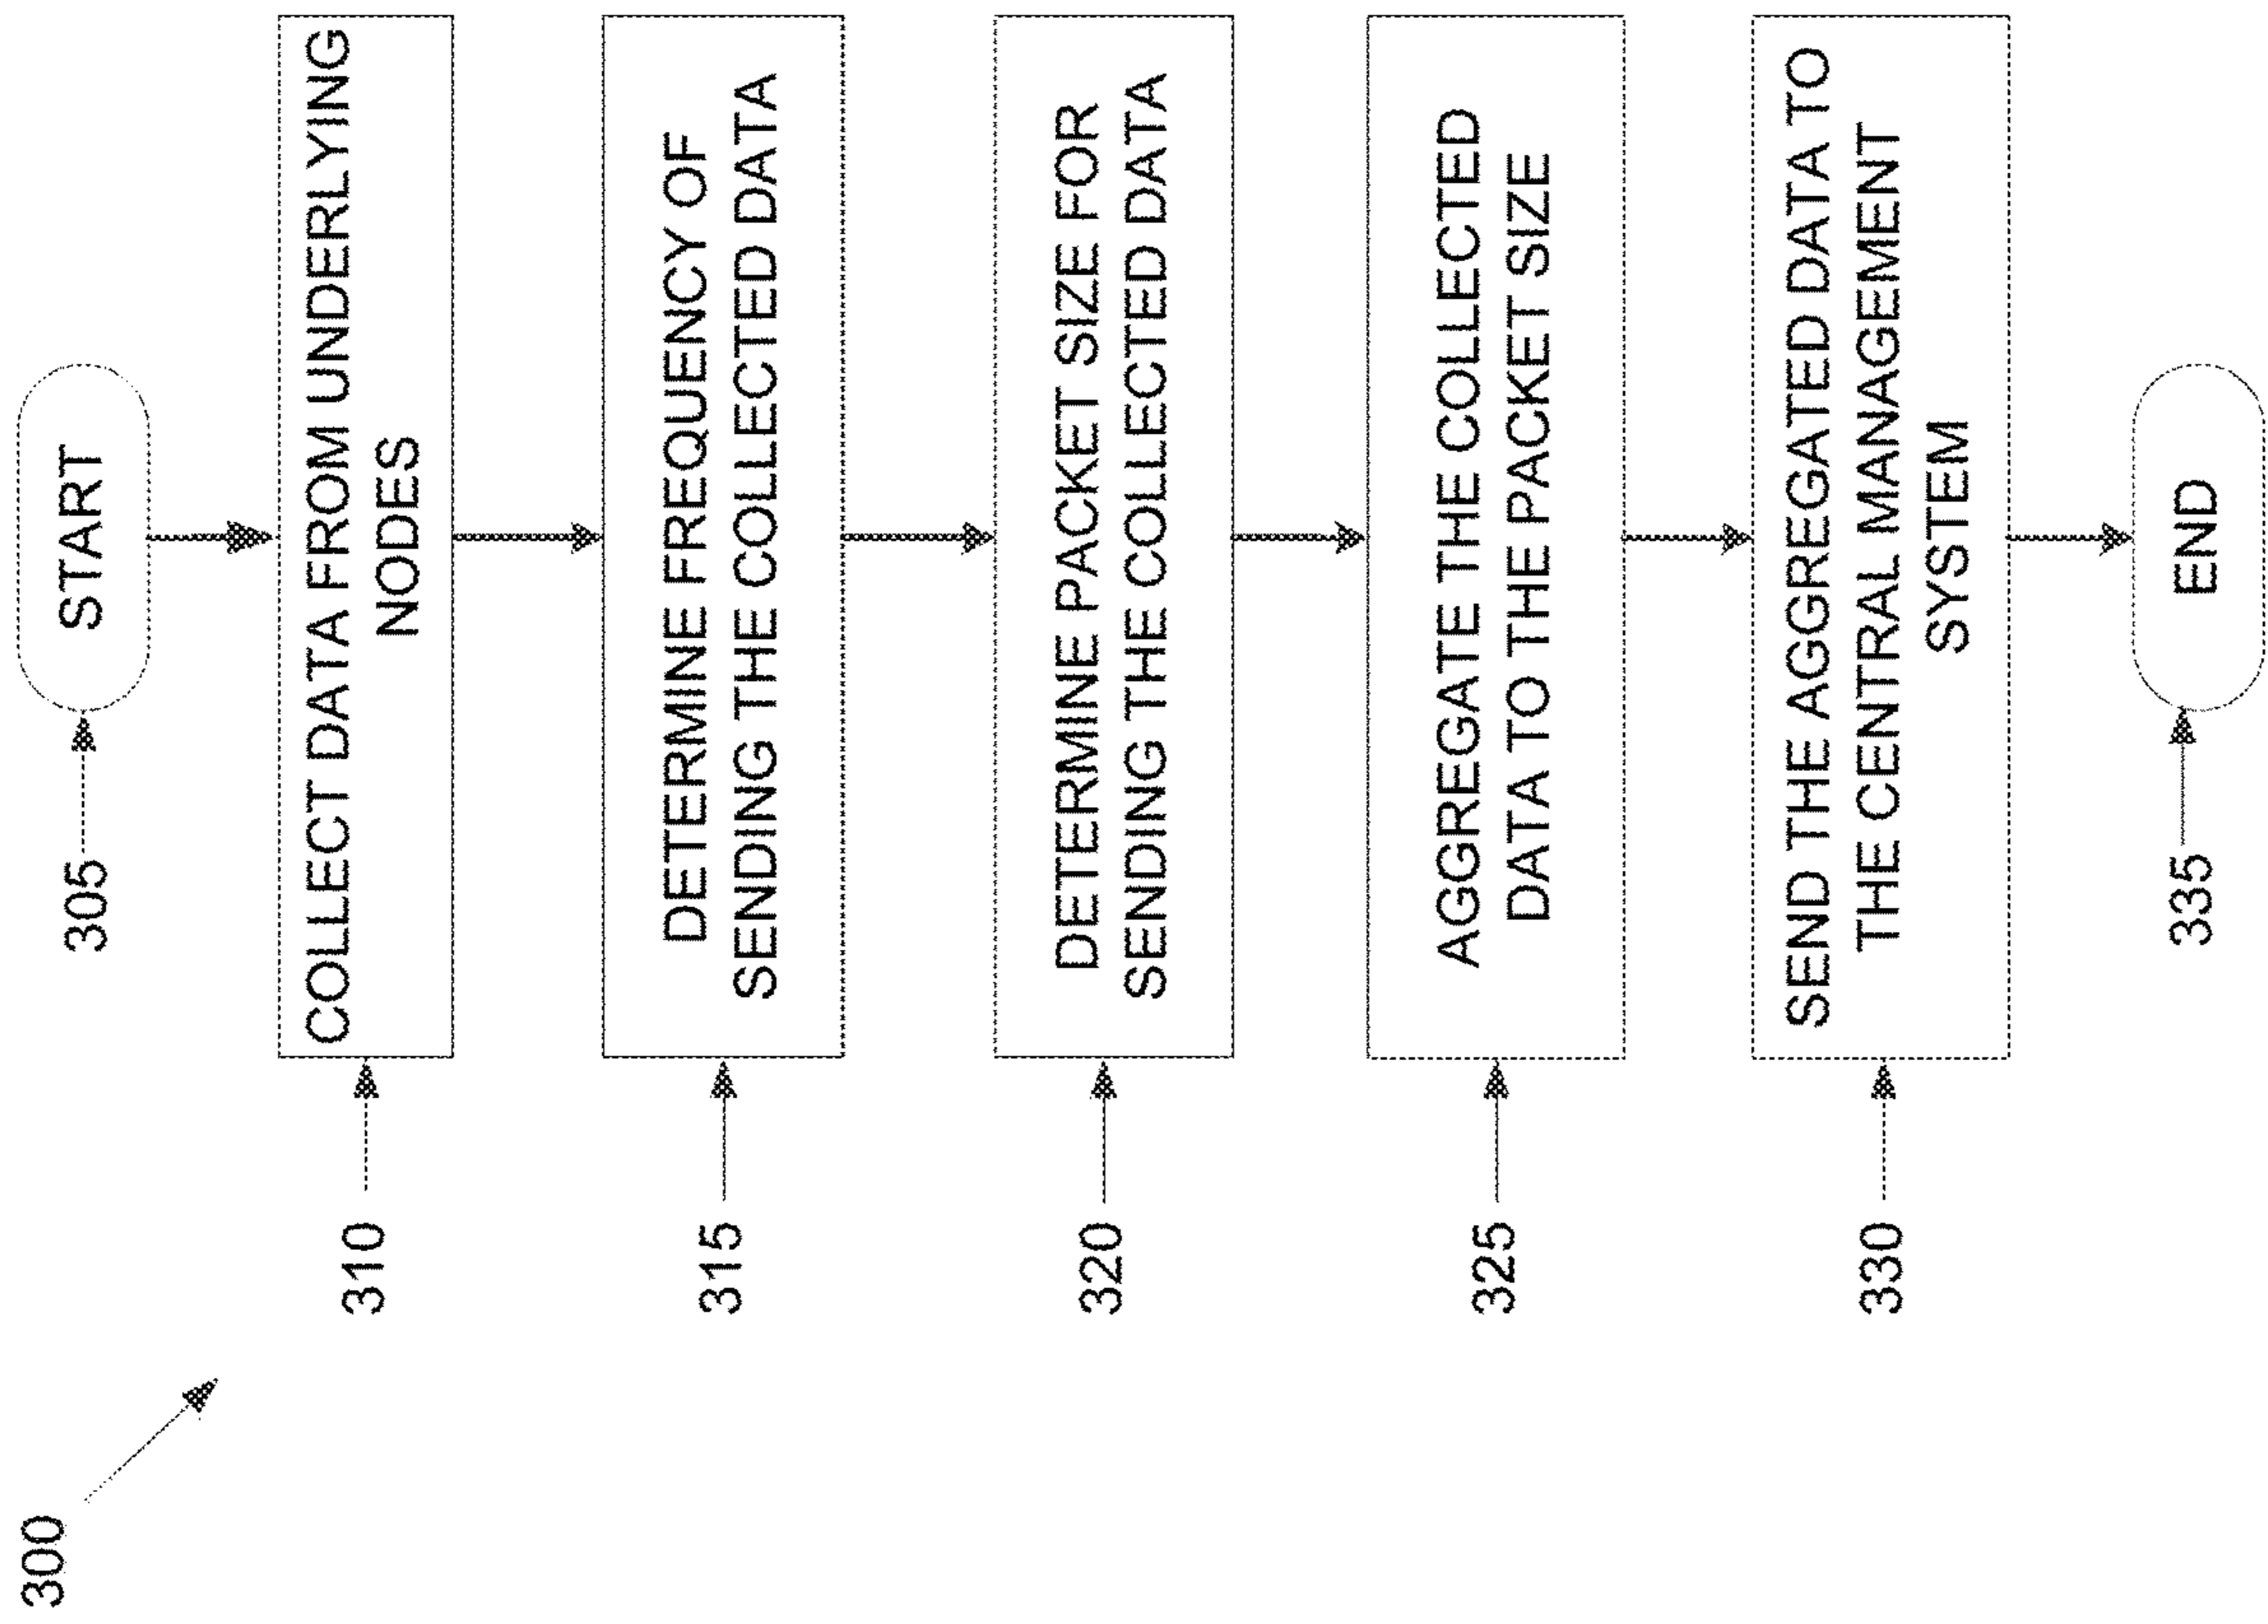 300
305
START
310
COLLECT DATA FROM UNDERLYING
NODES
315
DETERMINE FREQUENCY OF
SENDING THE COLLECTED DATA
320
DETERMINE PACKET SIZE FOR
SENDING THE COLLECTED DATA
325
AGGREGATE THE COLLECTED
DATA TO THE PACKET SIZE
330
SEND THE AGGREGATED DATA TO
THE CENTRAL MANAGEMENT
SYSTEM
335
END